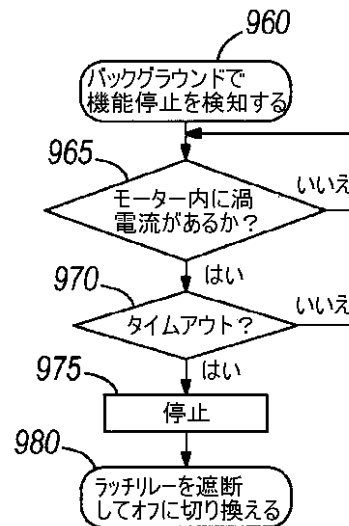 960
バックグラウンドで
機能停止を検知する
965
モーター内に渦
電流があるか？
いいえ
はい
970
タイムアウト？
いいえ
はい
975
停止
980
ラッチリレーを遮断
してオフに切り換える